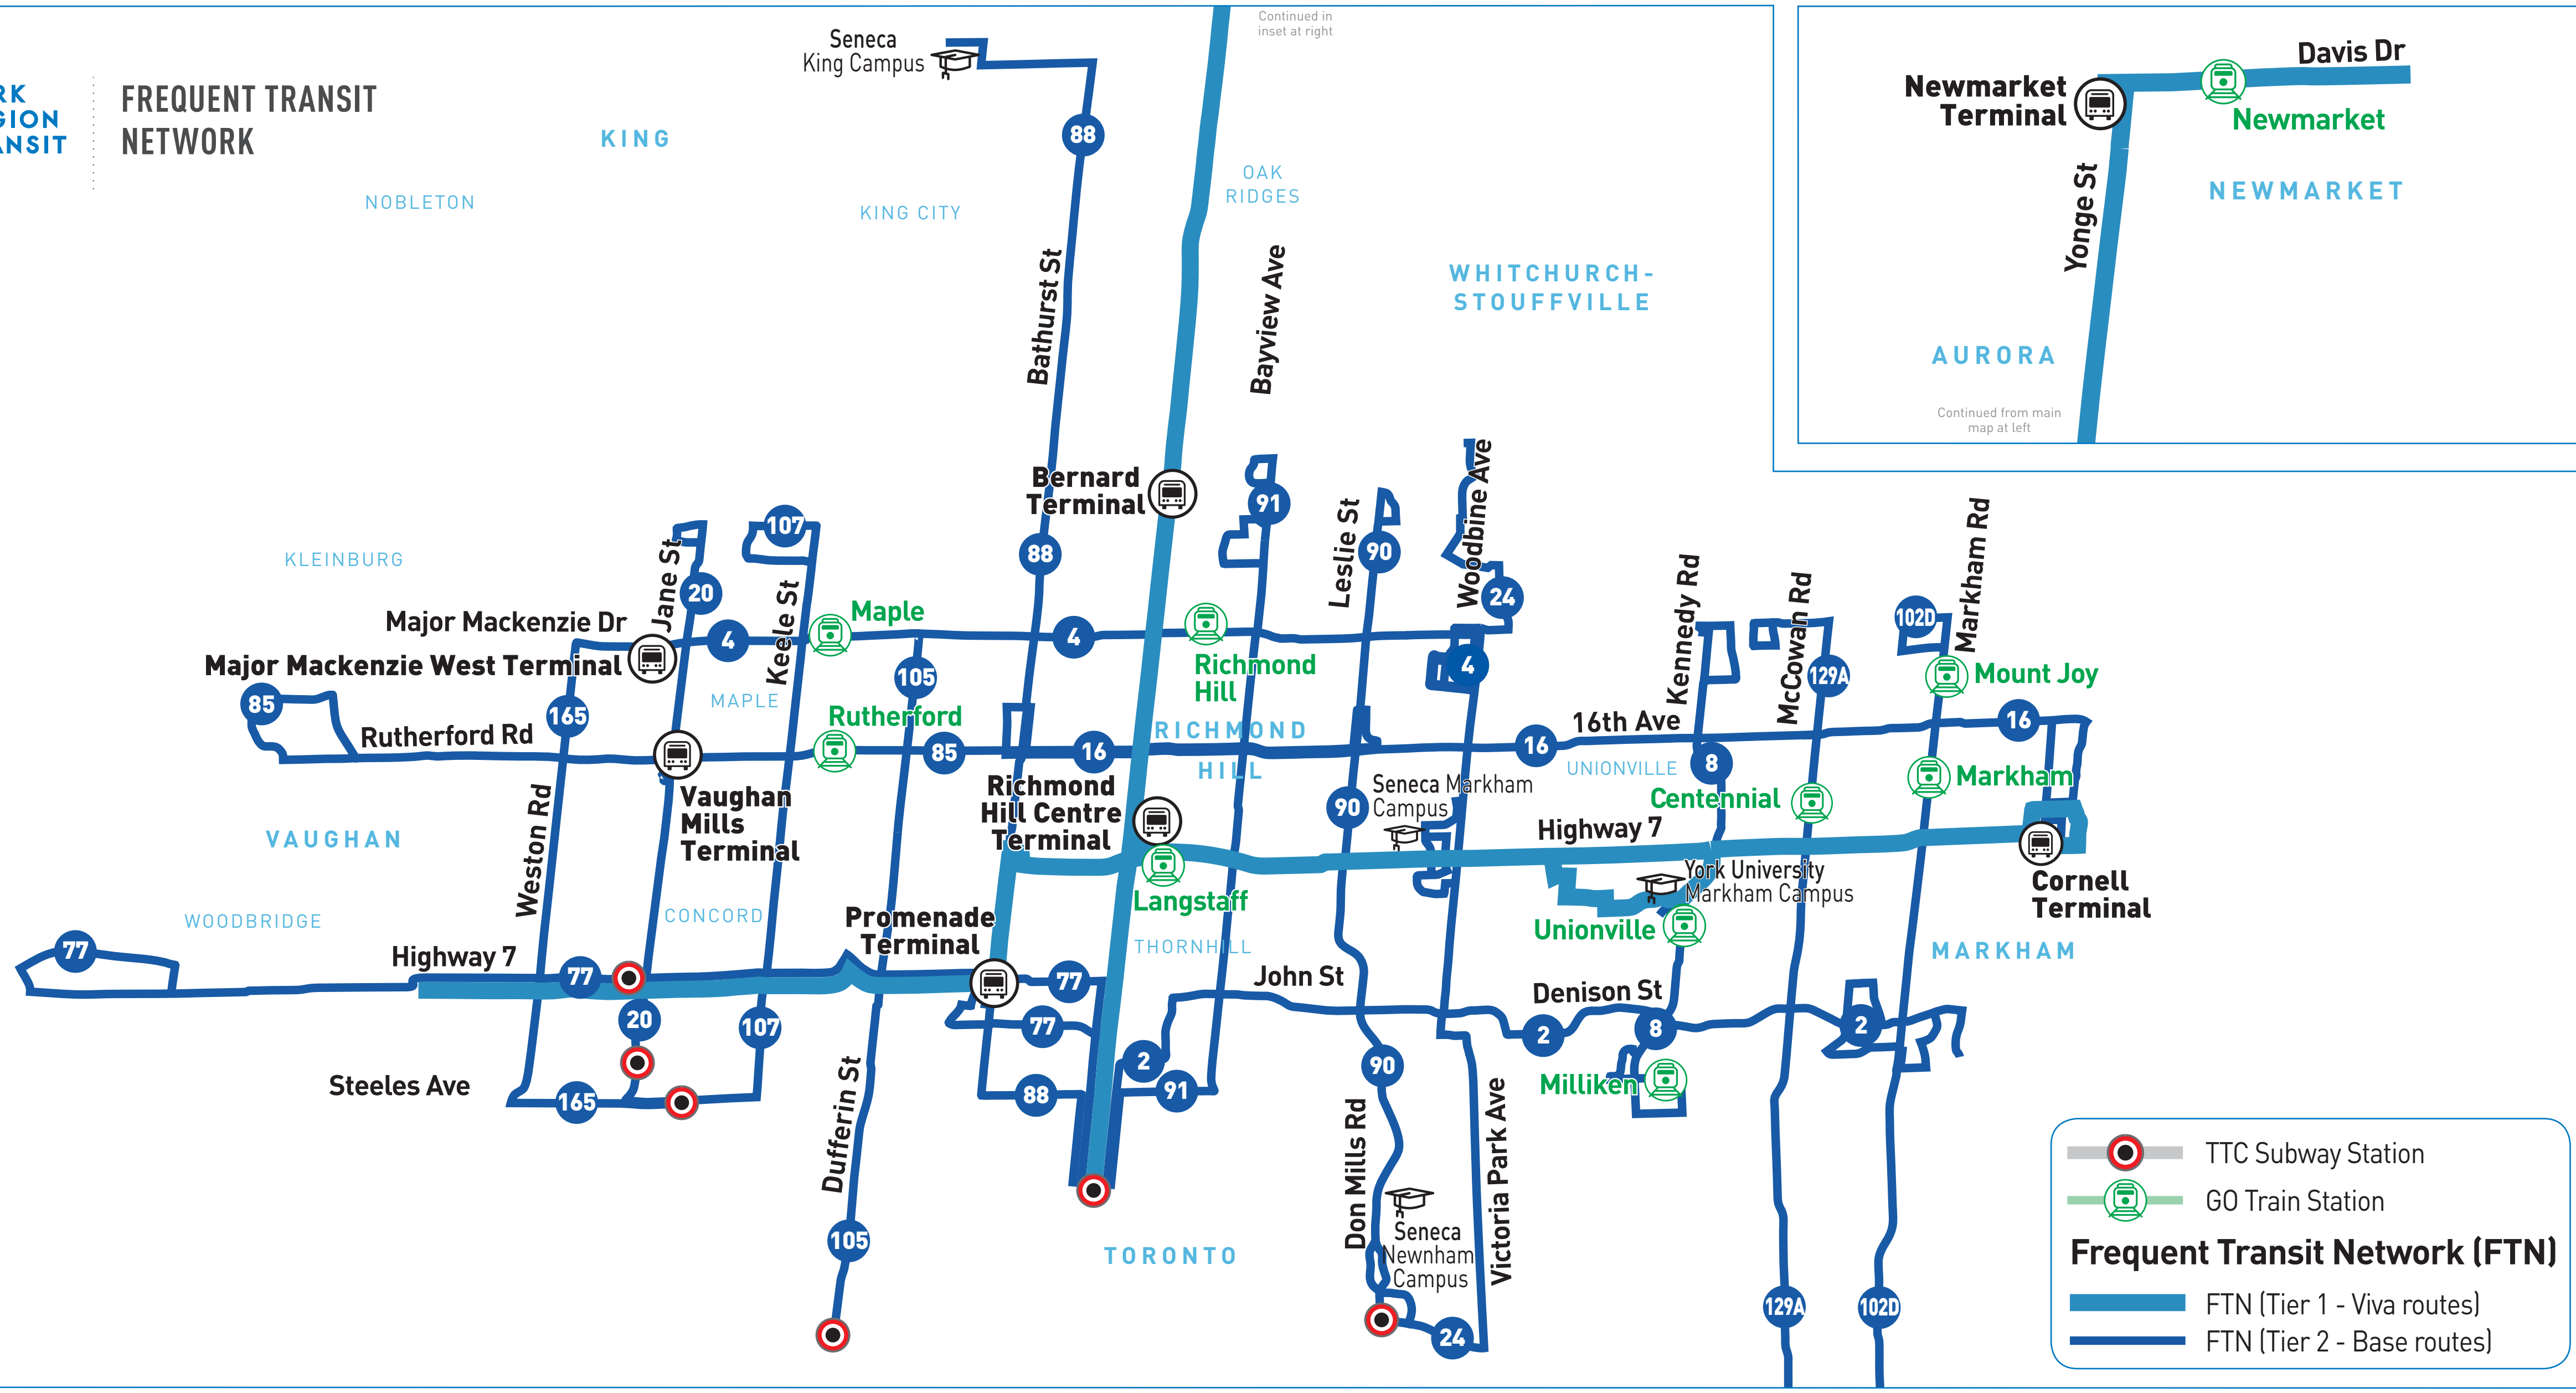 RK
GION
ANSIT
FREQUENT TRANSIT
NETWORK
Seneca
King Campus
Continued in
inset at right
KING
NOBLETON
KING CITY
OAK
RIDGES
WHITCHURCH-
STOUFFVILLE
88
Bathurst St
Bayview Ave
Newmarket
Terminal
Davis Dr
Newmarket
NEWMARKET
Yonge St
AURORA
Continued from main
map at left
Bernard
Terminal
88
91
90
24
107
20
KLEINBURG
Jane St
Keele St
Leslie St
Woodbine Ave
Kennedy Rd
McCowan Rd
Markham Rd
102D
129A
Major Mackenzie Dr
Major Mackenzie West Terminal
4
Maple
4
Richmond
Hill
4
Mount Joy
85
165
105
MAPLE
Rutherford Rd
Rutherford
85
16
RICHMOND
HILL
16
16th Ave
16
UNIONVILLE
8
Vaughan
Mills
Terminal
Richmond
Hill Centre
Terminal
90
Seneca Markham
Campus
Centennial
Markham
Highway 7
VAUGHAN
Weston Rd
WOODBRIDGE
CONCORD
Langstaff
THORNHILL
York University
Markham Campus
Unionville
Cornell
Terminal
MARKHAM
Promenade
Terminal
77
Highway 7
77
77
77
John St
Denison St
20
107
2
2
8
2
Steeles Ave
165
88
91
90
Milliken
Dufferin St
105
Don Mills Rd
Victoria Park Ave
Seneca
Newnham
Campus
24
TORONTO
129A
102D
TTC Subway Station
GO Train Station
Frequent Transit Network (FTN)
FTN (Tier 1 - Viva routes)
FTN (Tier 2 - Base routes)